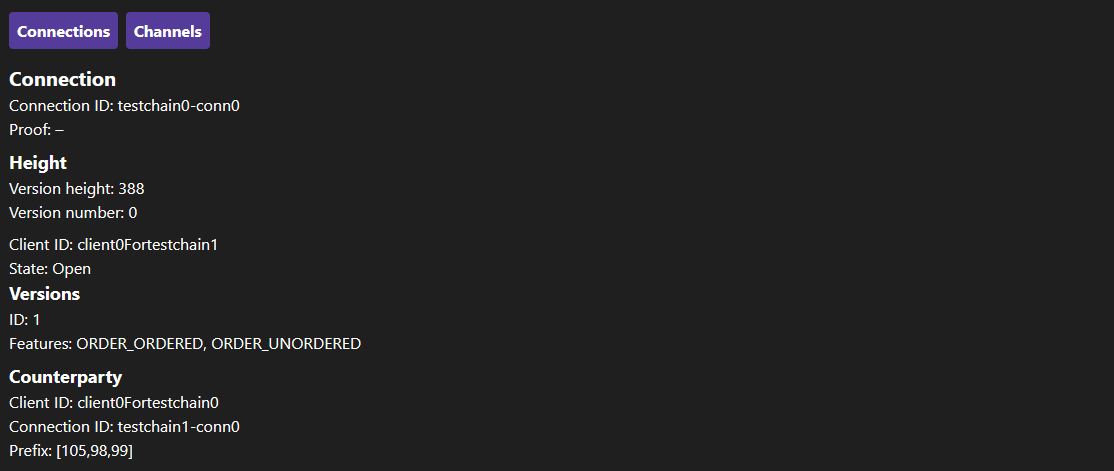 Connections Channels
Connection
Connection ID: testchain0-conn0
Proof: –
Height
Version height: 388
Version number: 0
Client ID: client0Fortestchain1
State: Open
Versions
ID: 1
Features: ORDER_ORDERED, ORDER_UNORDERED
Counterparty
Client ID: client0Fortestchain0
Connection ID: testchain1-conn0
Prefix: [105,98,99]